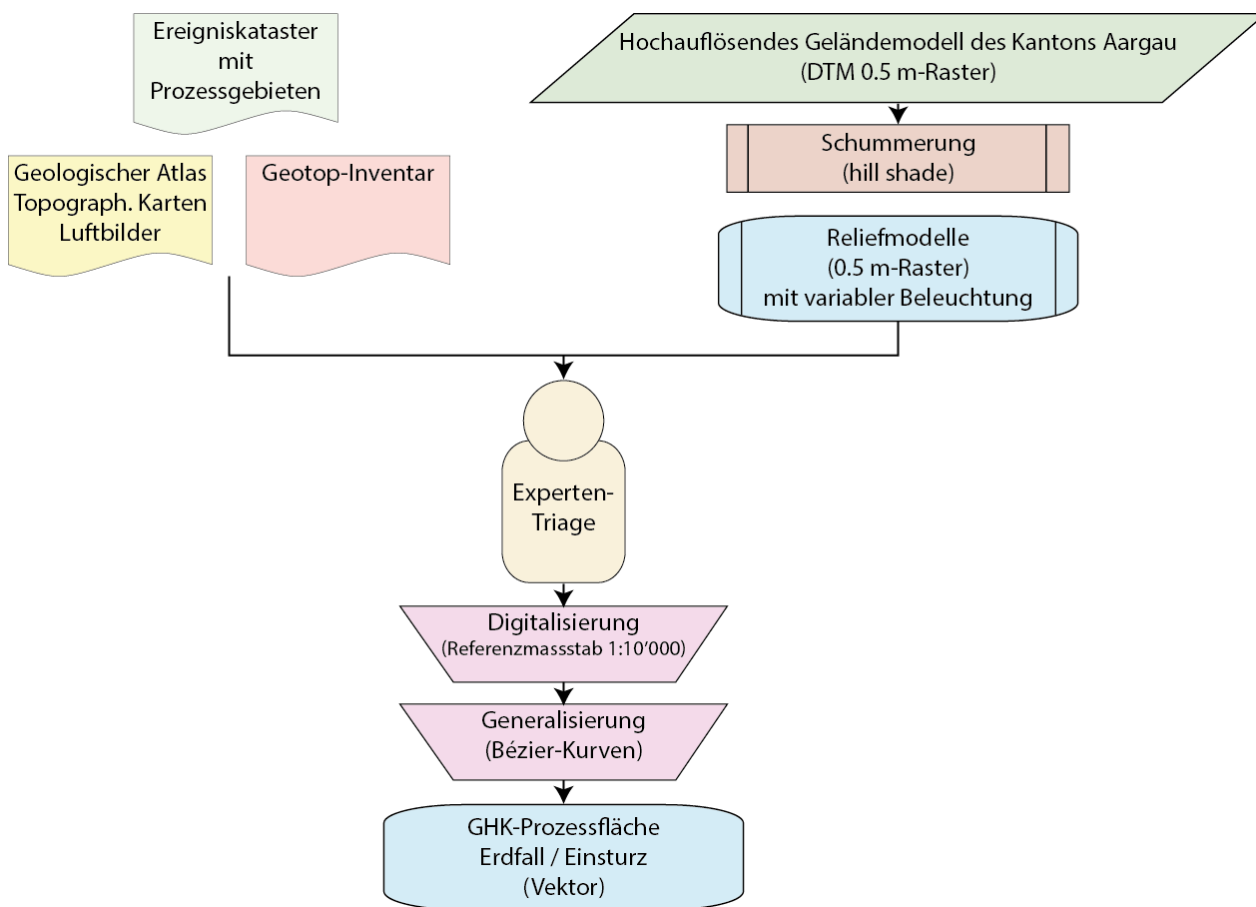 Ereigniskataster
mit
Prozessgebieten
Geologischer Atlas
Topograph. Karten
Luftbilder
Geotop-Inventar
Hochauflösendes Geländemodell des Kantons Aargau
(DTM 0.5 m-Raster)
Schummerung
(hill shade)
Reliefmodelle
(0.5 m-Raster)
mit variabler Beleuchtung
Experten-
Triage
Digitalisierung
(Referenzmassstab 1:10’000)
Generalisierung
(Bézier-Kurven)
GHK-Prozessfläche
Erdfall / Einsturz
(Vektor)